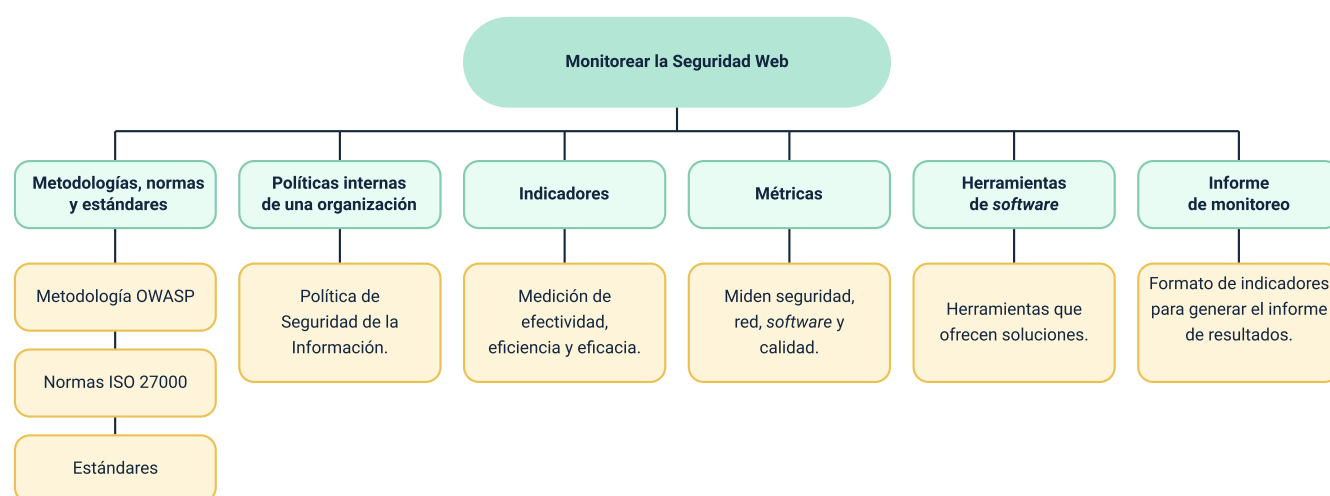 Monitorear la Seguridad Web
Metodologías, normas
y estándares
Políticas internas
de una organización
Indicadores
Métricas
Herramientas
de software
Informe
de monitoreo
Metodología OWASP
Normas ISO 27000
Estándares
Política de
Seguridad de la
Información.
Medición de
efectividad,
eficiencia y eficacia.
Miden seguridad,
red, software y
calidad.
Herramientas que
ofrecen soluciones.
Formato de indicadores
para generar el informe
de resultados.